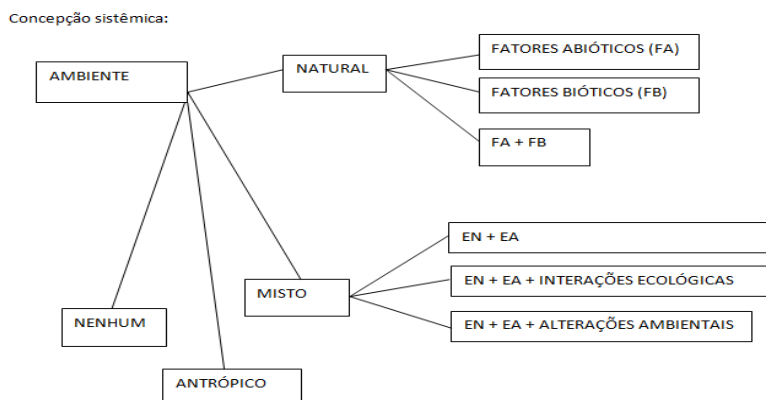 Concepção sistêmica:
AMBIENTE
NATURAL
FATORES ABIÓTICOS (FA)
FATORES BIÓTICOS (FB)
FA + FB
EN + EA
MISTO
EN + EA + INTERAÇÕES ECOLÓGICAS
EN + EA + ALTERAÇÕES AMBIENTAIS
NENHUM
ANTRÓPICO